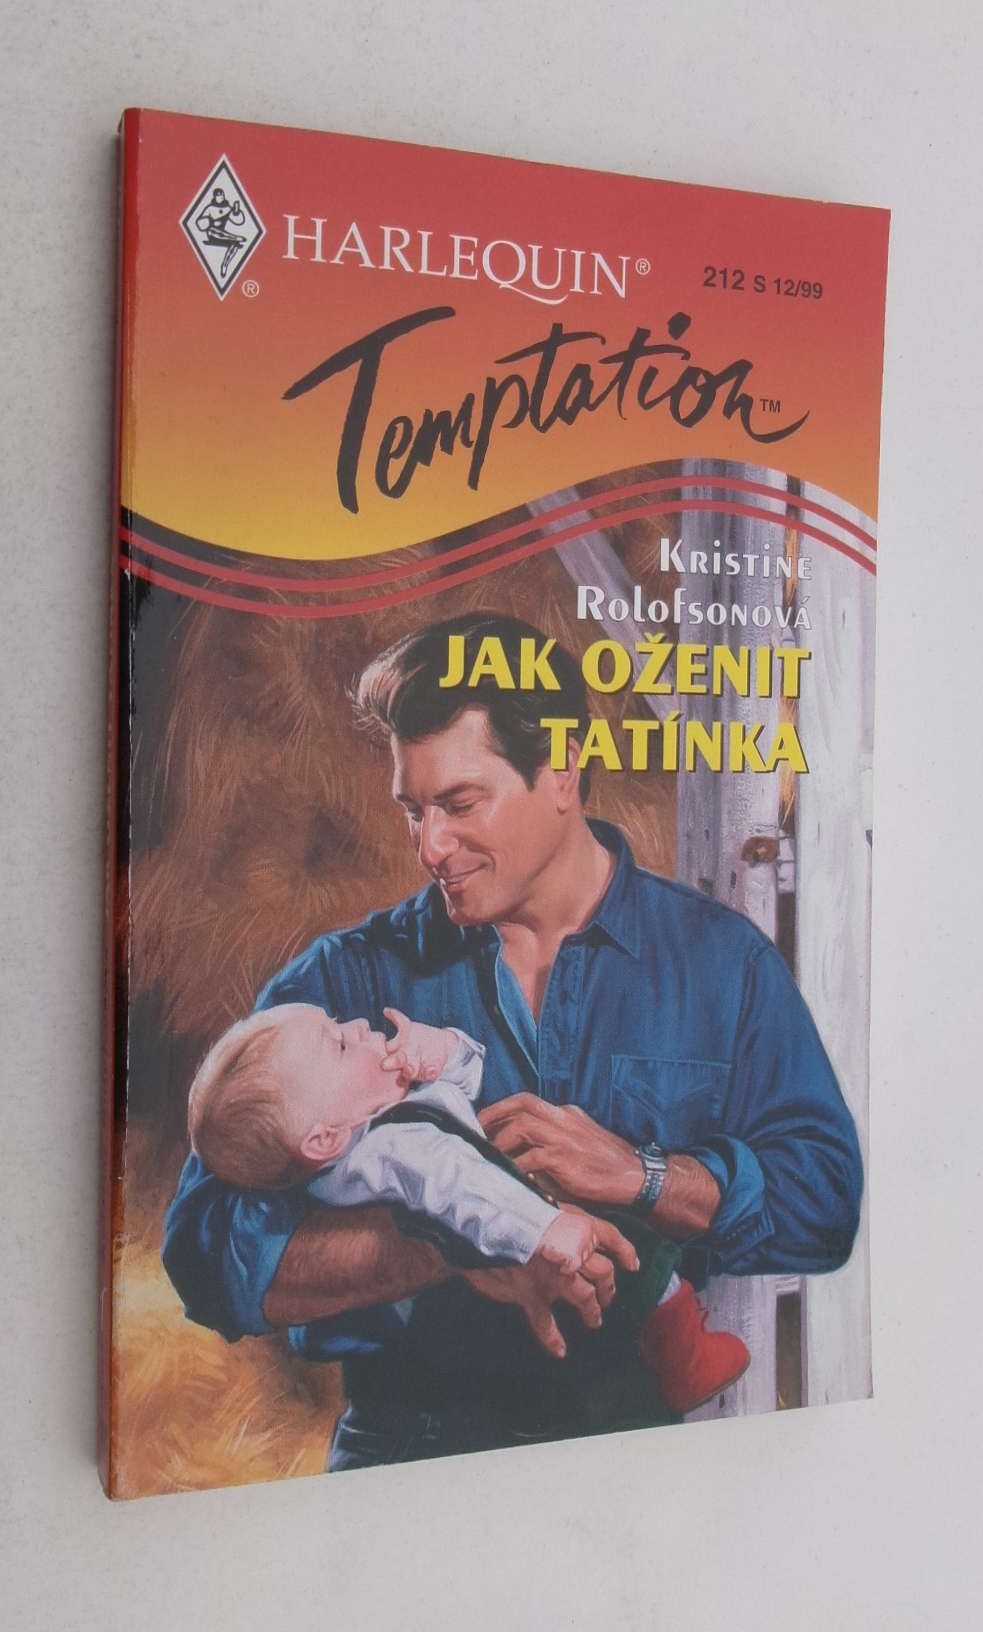 HARLEQUIN®
®
212 S 12/99
Temptation™
Kristine
Rolofsonová
JAK OŽENIT
TATÍNKA